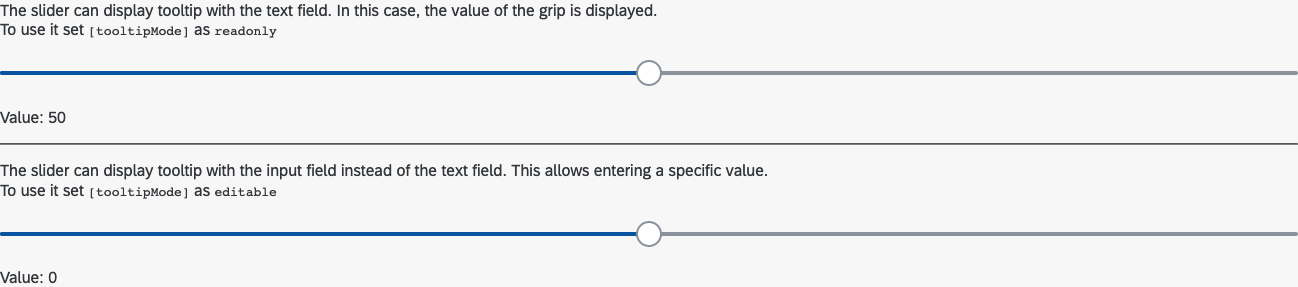 The slider can display tooltip with the text field. In this case, the value of the grip is displayed.
To use it set [tooltipMode] as readonly
Value: 50
The slider can display tooltip with the input field instead of the text field. This allows entering a specific value.
To use it set [tooltipMode] as editable
Value: 0